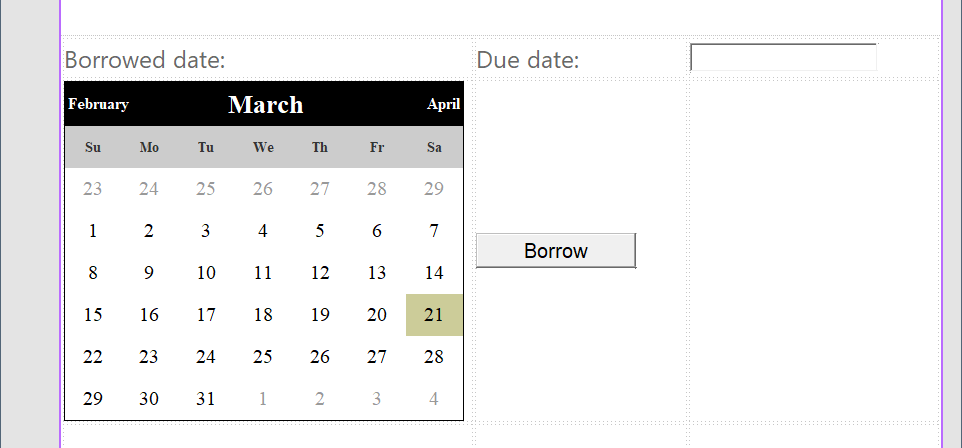 Borrowed date: Due date:
February March April
Su Mo Tu We Th Fr Sa
23 24 25 26 27 28 29
1 2 3 4 5 6 7
8 9 10 11 12 13 14
15 16 17 18 19 20 21
22 23 24 25 26 27 28
29 30 31 1 2 3 4
Borrow